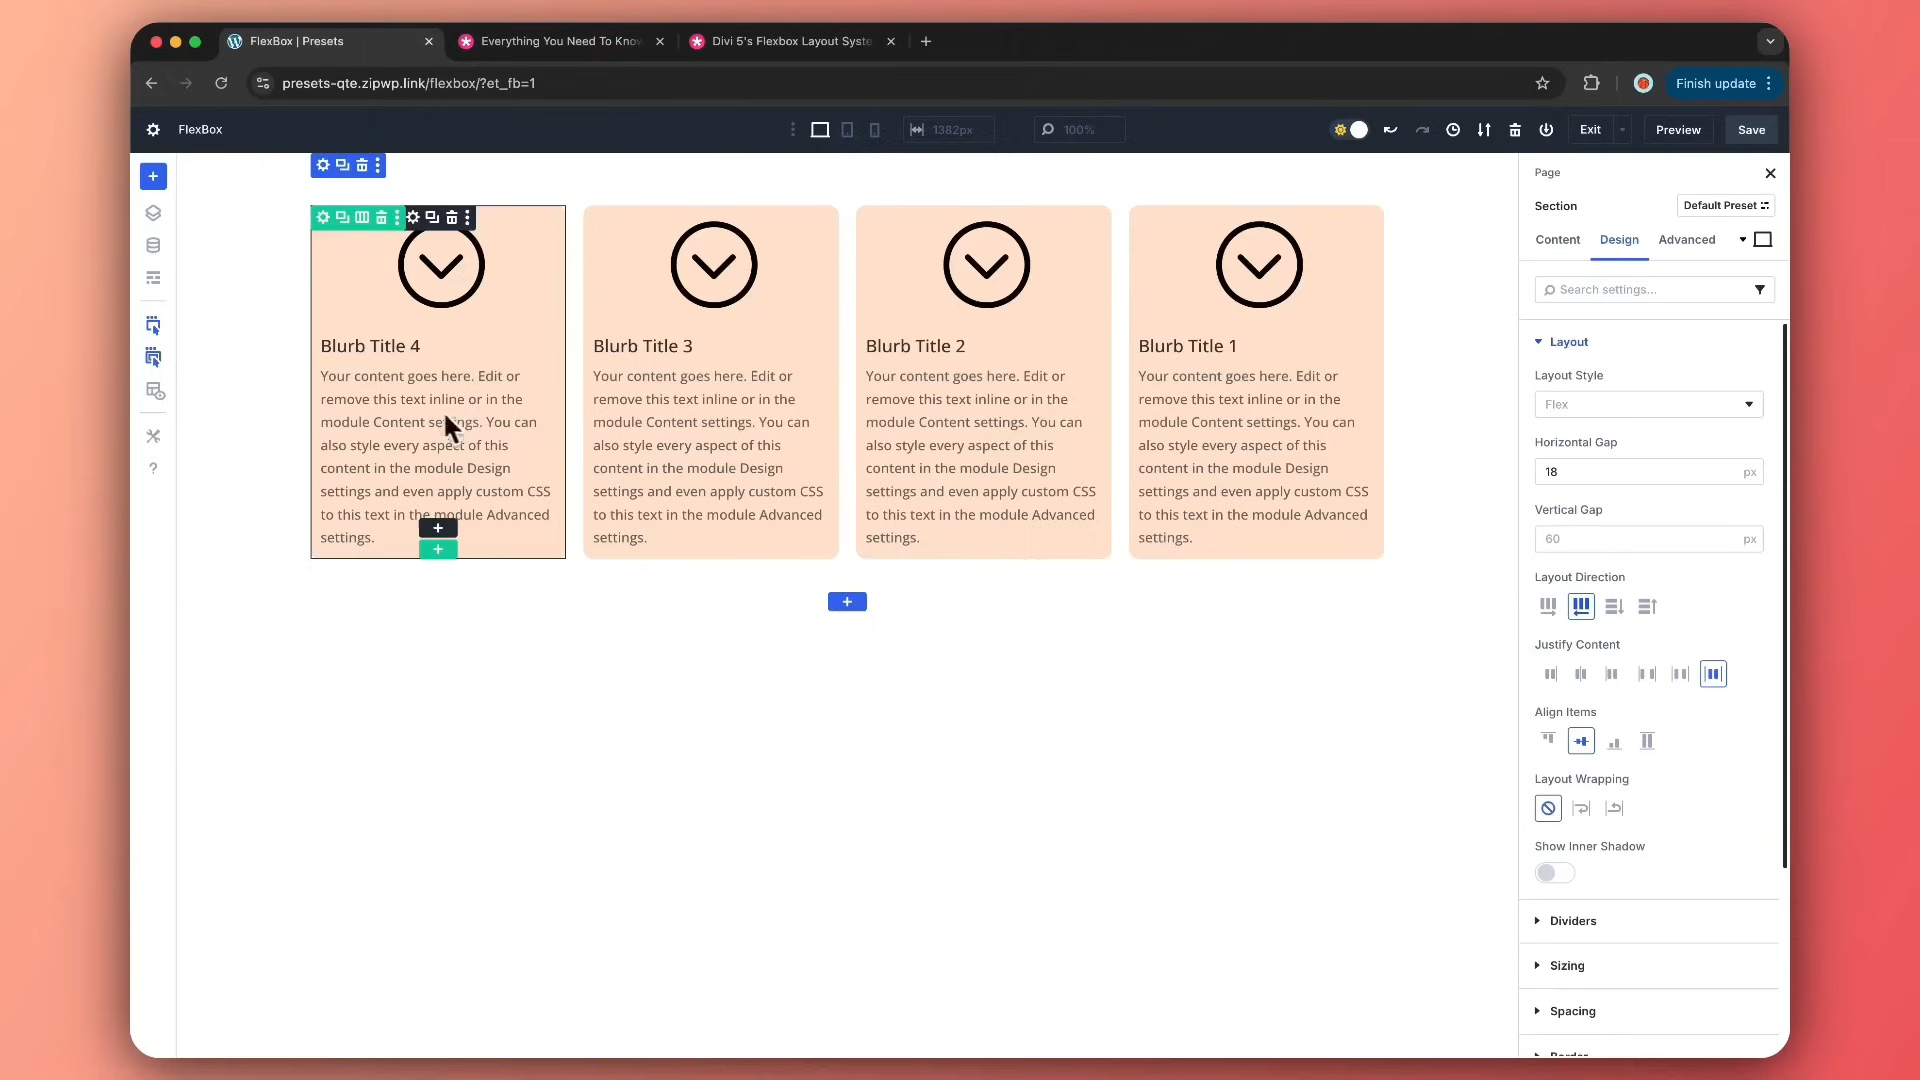 FlexBox | Presets
Everything You Need To Know
Divi 5's Flexbox Layout Syste
presets-qte.zipwp.link/flexbox/?et_fb=1
Finish update
FlexBox
1382px
100%
Exit
Preview
Save
Blurb Title 4
Your content goes here. Edit or
remove this text inline or in the
module Content settings. You can
also style every aspect of this
content in the module Design
settings and even apply custom CSS
to this text in the module Advanced
settings.
Blurb Title 3
Your content goes here. Edit or
remove this text inline or in the
module Content settings. You can
also style every aspect of this
content in the module Design
settings and even apply custom CSS
to this text in the module Advanced
settings.
Blurb Title 2
Your content goes here. Edit or
remove this text inline or in the
module Content settings. You can
also style every aspect of this
content in the module Design
settings and even apply custom CSS
to this text in the module Advanced
settings.
Blurb Title 1
Your content goes here. Edit or
remove this text inline or in the
module Content settings. You can
also style every aspect of this
content in the module Design
settings and even apply custom CSS
to this text in the module Advanced
settings.
Page
Section
Default Preset
Content
Design
Advanced
Search settings...
Layout
Layout Style
Flex
Horizontal Gap
18 px
Vertical Gap
60 px
Layout Direction
Justify Content
Align Items
Layout Wrapping
Show Inner Shadow
Dividers
Sizing
Spacing
Border